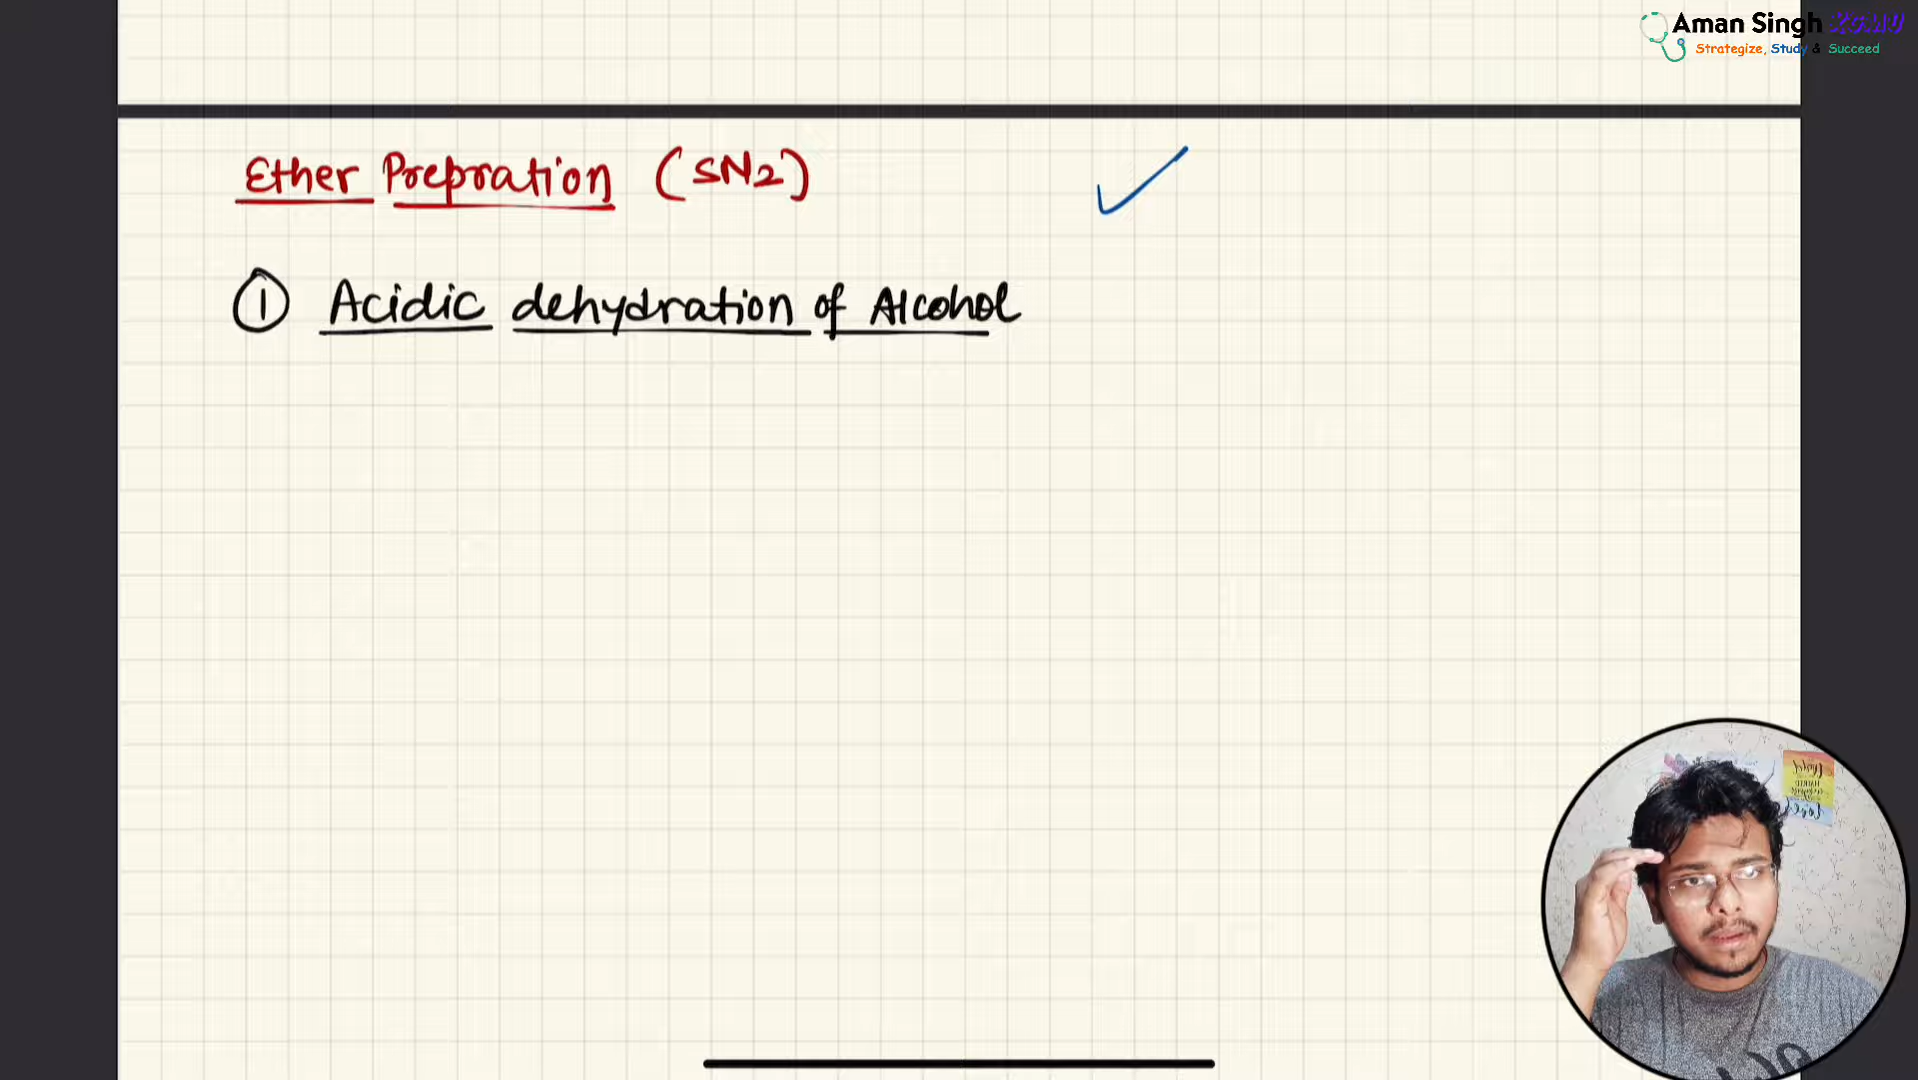 Aman Singh
Strategize, Study & Succeed
Ether Prepration (SN2)
① Acidic dehydration of Alcohol